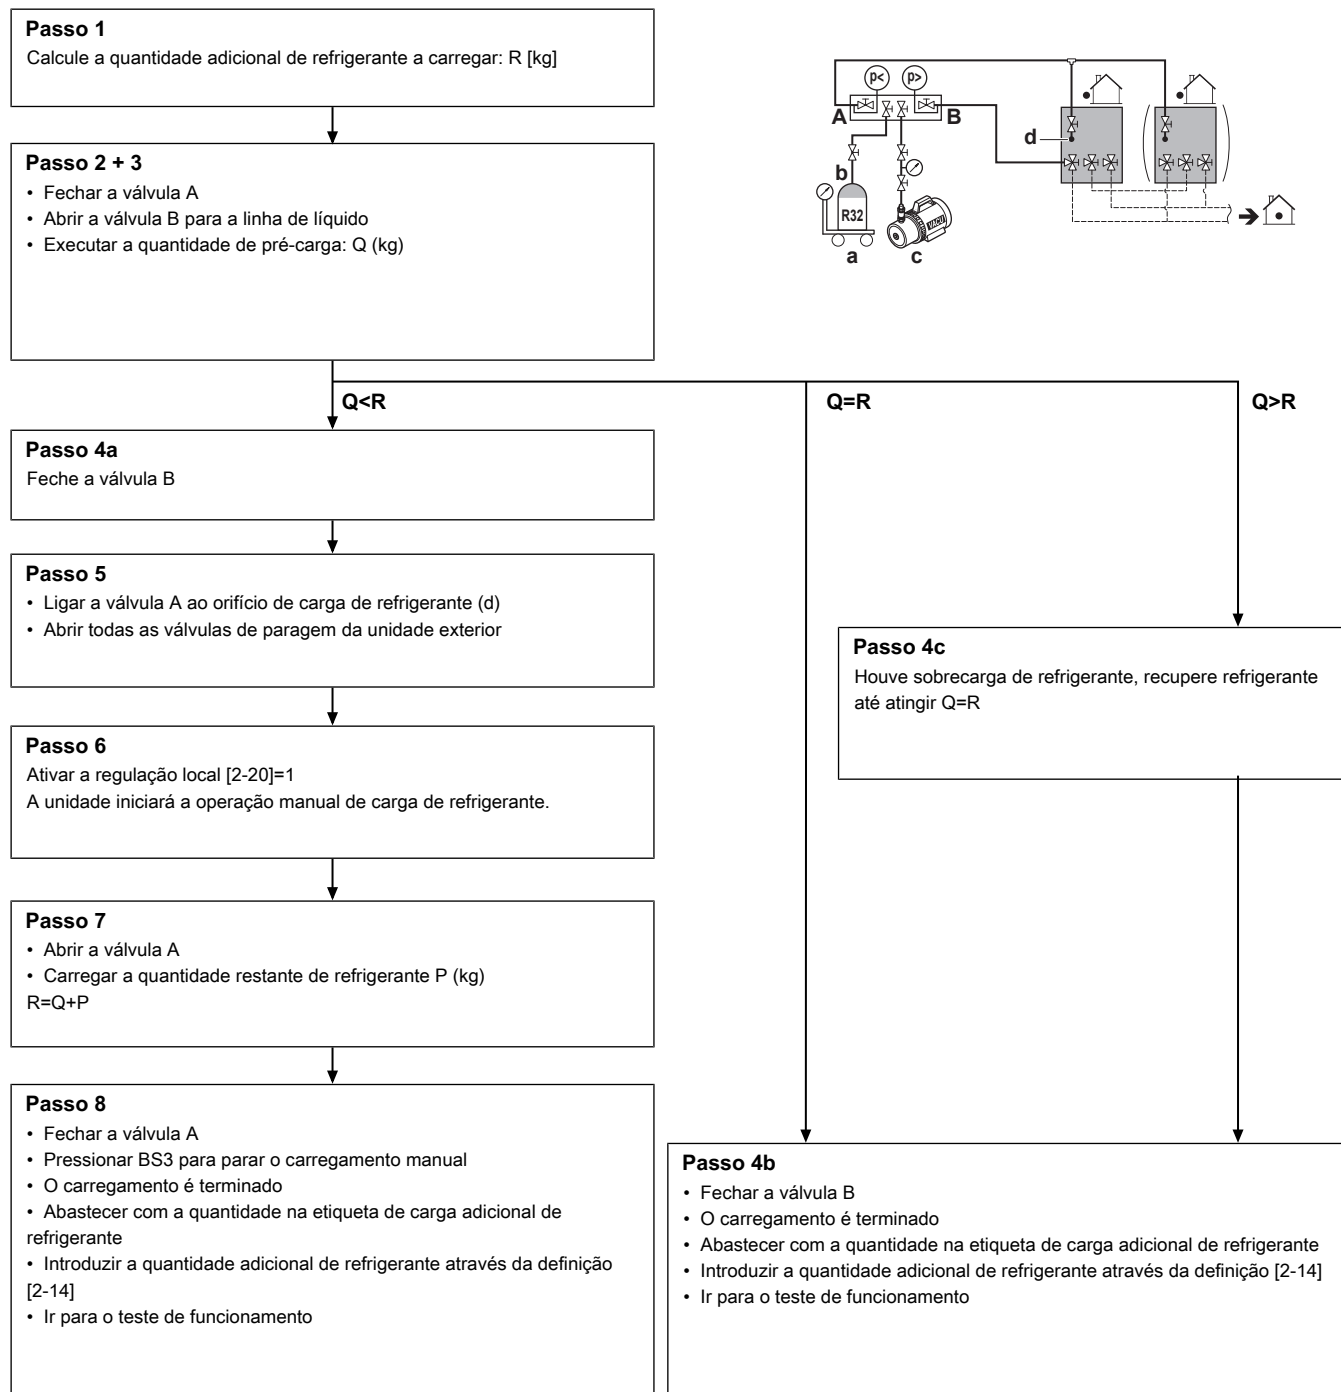 Passo 1
Calcule a quantidade adicional de refrigerante a carregar: R [kg]
Passo 2 + 3
• Fechar a válvula A
• Abrir a válvula B para a linha de líquido
• Executar a quantidade de pré-carga: Q (kg)
p<
p>
A
B
d
b
R32
VACU
a
c
Q<R
Q=R
Q>R
Passo 4a
Feche a válvula B
Passo 5
• Ligar a válvula A ao orifício de carga de refrigerante (d)
• Abrir todas as válvulas de paragem da unidade exterior
Passo 4c
Houve sobrecarga de refrigerante, recupere refrigerante
até atingir Q=R
Passo 6
Ativar a regulação local [2-20]=1
A unidade iniciará a operação manual de carga de refrigerante.
Passo 7
• Abrir a válvula A
• Carregar a quantidade restante de refrigerante P (kg)
R=Q+P
Passo 8
• Fechar a válvula A
• Pressionar BS3 para parar o carregamento manual
• O carregamento é terminado
• Abastecer com a quantidade na etiqueta de carga adicional de
refrigerante
• Introduzir a quantidade adicional de refrigerante através da definição
[2-14]
• Ir para o teste de funcionamento
Passo 4b
• Fechar a válvula B
• O carregamento é terminado
• Abastecer com a quantidade na etiqueta de carga adicional de refrigerante
• Introduzir a quantidade adicional de refrigerante através da definição [2-14]
• Ir para o teste de funcionamento